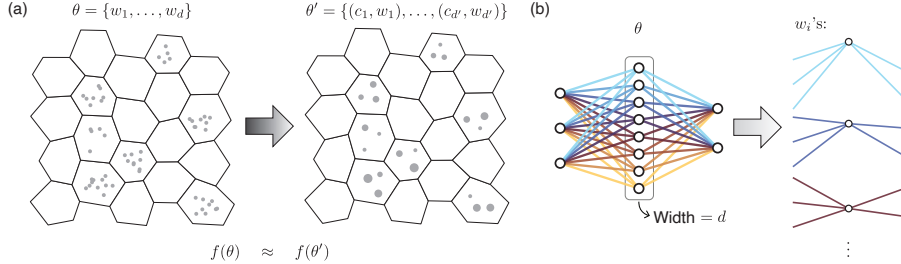 (a)
θ = {w_1, . . . , w_d}
θ′ = {(c_1, w_1), . . . , (c_{d′}, w_{d′})}
f(θ) ≈ f(θ′)
(b)
θ
Width = d
w_i's:
⋮